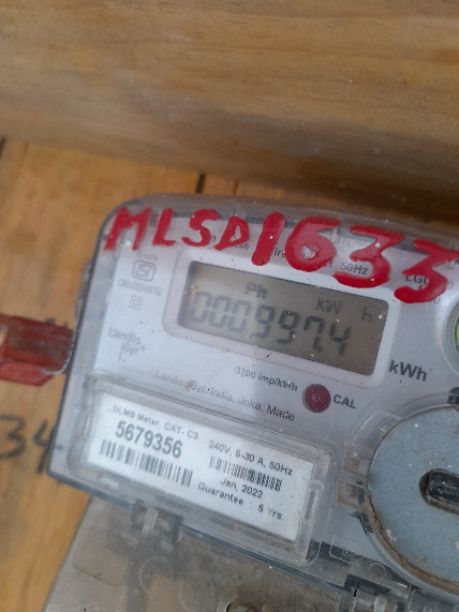 MLSD1633
50Hz
Ph kW h
000997.4
kWh
Landis
Gyr+
3200 imp/kWh
CAL
Landis+Gyr, India, Joka, Made
DLMS Meter, CAT- C3
5679356
240V, 5-30 A, 50Hz
Jan, 2022
Guarantee : 5 Yrs.
34